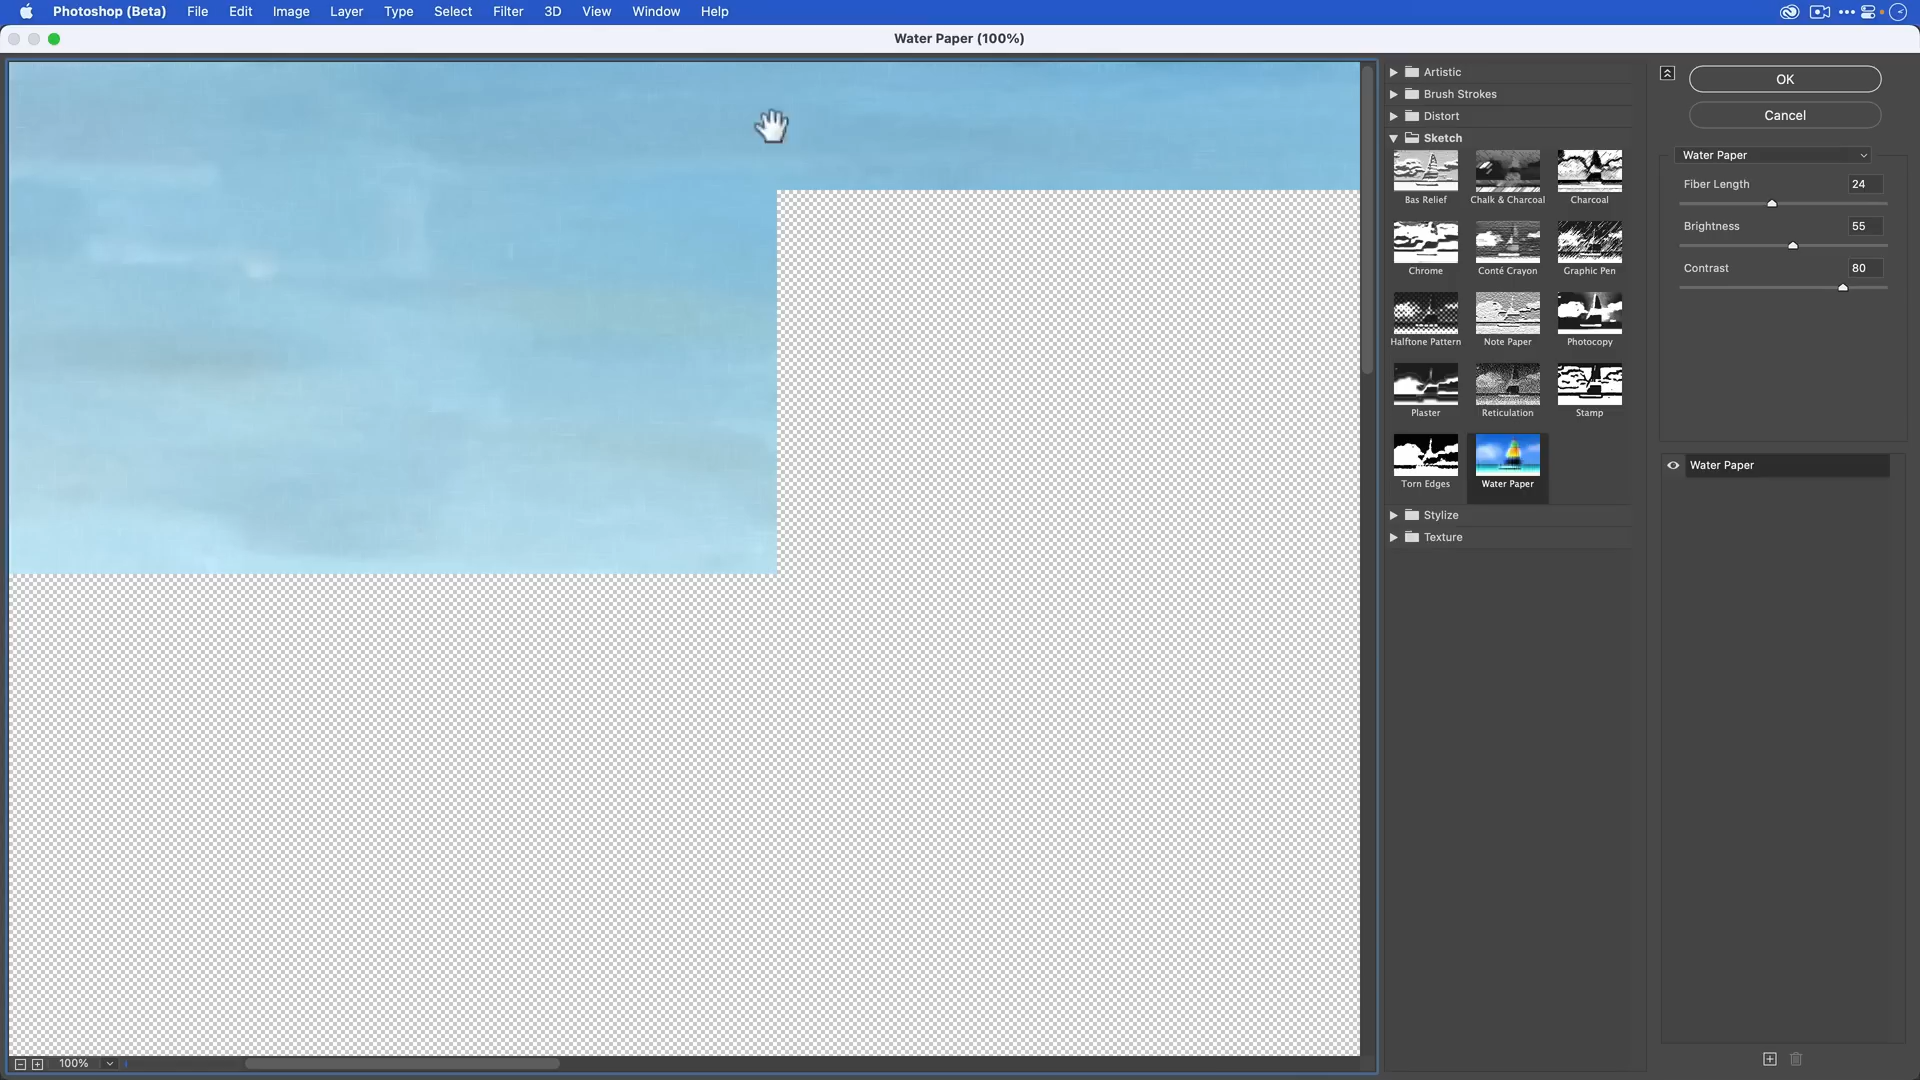 Photoshop (Beta) File Edit Image Layer Type Select Filter 3D View Window Help
Water Paper (100%)
Artistic
Brush Strokes
Distort
Sketch
Bas Relief Chalk & Charcoal Charcoal
Chrome Conté Crayon Graphic Pen
Halftone Pattern Note Paper Photocopy
Plaster Reticulation Stamp
Torn Edges Water Paper
Stylize
Texture
OK
Cancel
Water Paper
Fiber Length 24
Brightness 55
Contrast 80
Water Paper
100%